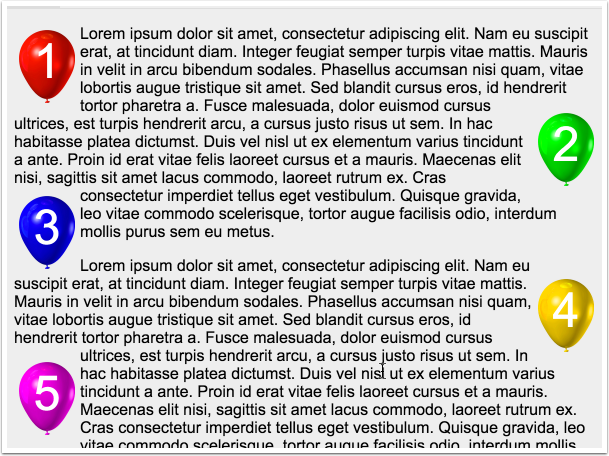 1
Lorem ipsum dolor sit amet, consectetur adipiscing elit. Nam eu suscipit
erat, at tincidunt diam. Integer feugiat semper turpis vitae mattis. Mauris
in velit in arcu bibendum sodales. Phasellus accumsan nisi quam, vitae
lobortis augue tristique sit amet. Sed blandit cursus eros, id hendrerit
tortor pharetra a. Fusce malesuada, dolor euismod cursus
ultrices, est turpis hendrerit arcu, a cursus justo risus ut sem. In hac
2
habitasse platea dictumst. Duis vel nisl ut ex elementum varius tincidunt
a ante. Proin id erat vitae felis laoreet cursus et a mauris. Maecenas elit
nisi, sagittis sit amet lacus commodo, laoreet rutrum ex. Cras
consectetur imperdiet tellus eget vestibulum. Quisque gravida,
3
leo vitae commodo scelerisque, tortor augue facilisis odio, interdum
mollis purus sem eu metus.
Lorem ipsum dolor sit amet, consectetur adipiscing elit. Nam eu
suscipit erat, at tincidunt diam. Integer feugiat semper turpis vitae mattis.
4
Mauris in velit in arcu bibendum sodales. Phasellus accumsan nisi quam,
vitae lobortis augue tristique sit amet. Sed blandit cursus eros, id
hendrerit tortor pharetra a. Fusce malesuada, dolor euismod cursus
ultrices, est turpis hendrerit arcu, a cursus justo risus ut sem. In
5
hac habitasse platea dictumst. Duis vel nisl ut ex elementum varius
tincidunt a ante. Proin id erat vitae felis laoreet cursus et a mauris.
Maecenas elit nisi, sagittis sit amet lacus commodo, laoreet rutrum ex.
Cras consectetur imperdiet tellus eget vestibulum. Quisque gravida, leo
vitae commodo scelerisque, tortor augue facilisis odio, interdum mollis